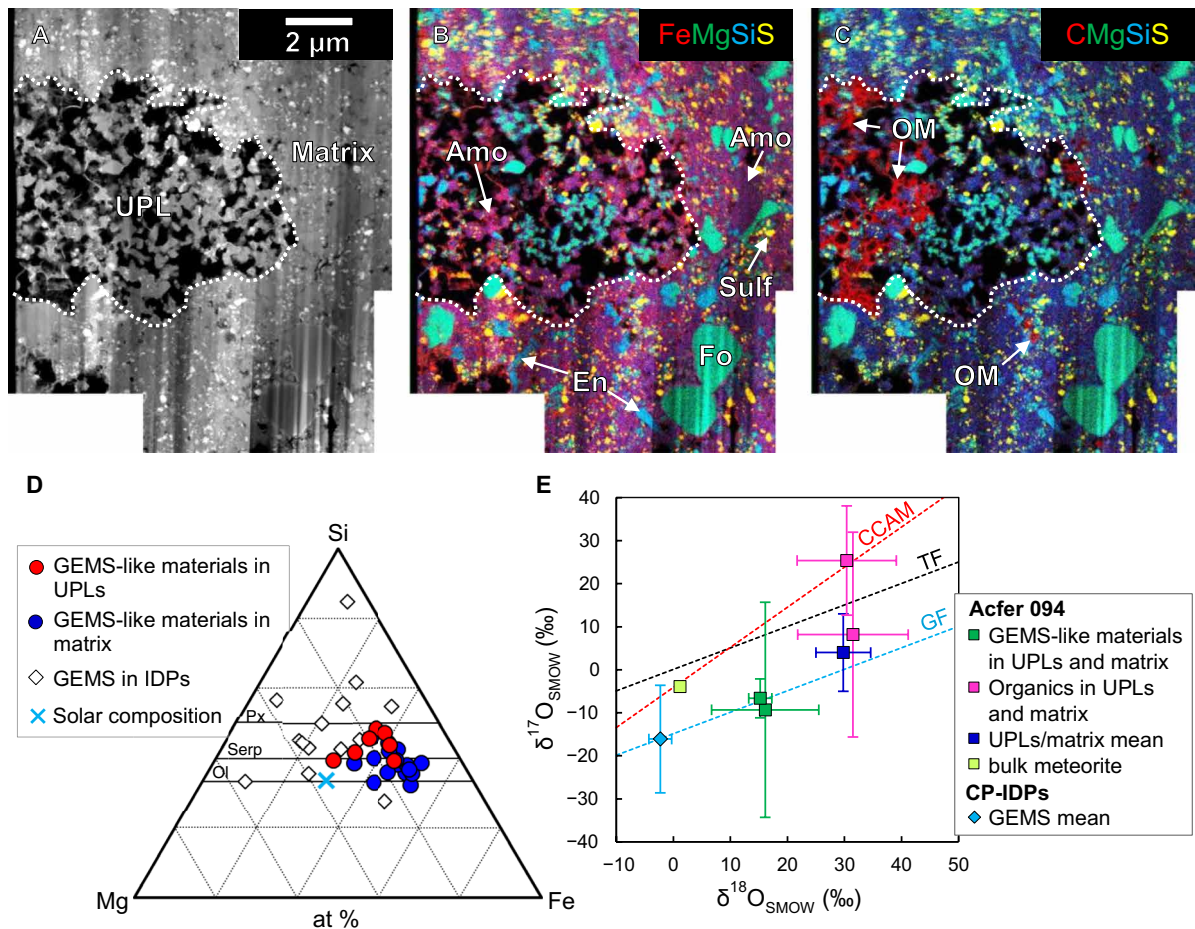 A
2 µm
UPL
Matrix
B
FeMgSiS
Amo
Amo
Sulf
Fo
En
C
CMgSiS
OM
OM
D
Si
GEMS-like materials in
UPLs
GEMS-like materials in
matrix
GEMS in IDPs
Solar composition
Px
Serp
Ol
Mg
Fe
at %
E
δ¹⁷O_SMOW (‰)
40
30
20
10
0
−10
−20
−30
−40
−10
0
10
20
30
40
50
δ¹⁸O_SMOW (‰)
CCAM
TF
GF
Acfer 094
GEMS-like materials
in UPLs and matrix
Organics in UPLs
and matrix
UPLs/matrix mean
bulk meteorite
CP-IDPs
GEMS mean